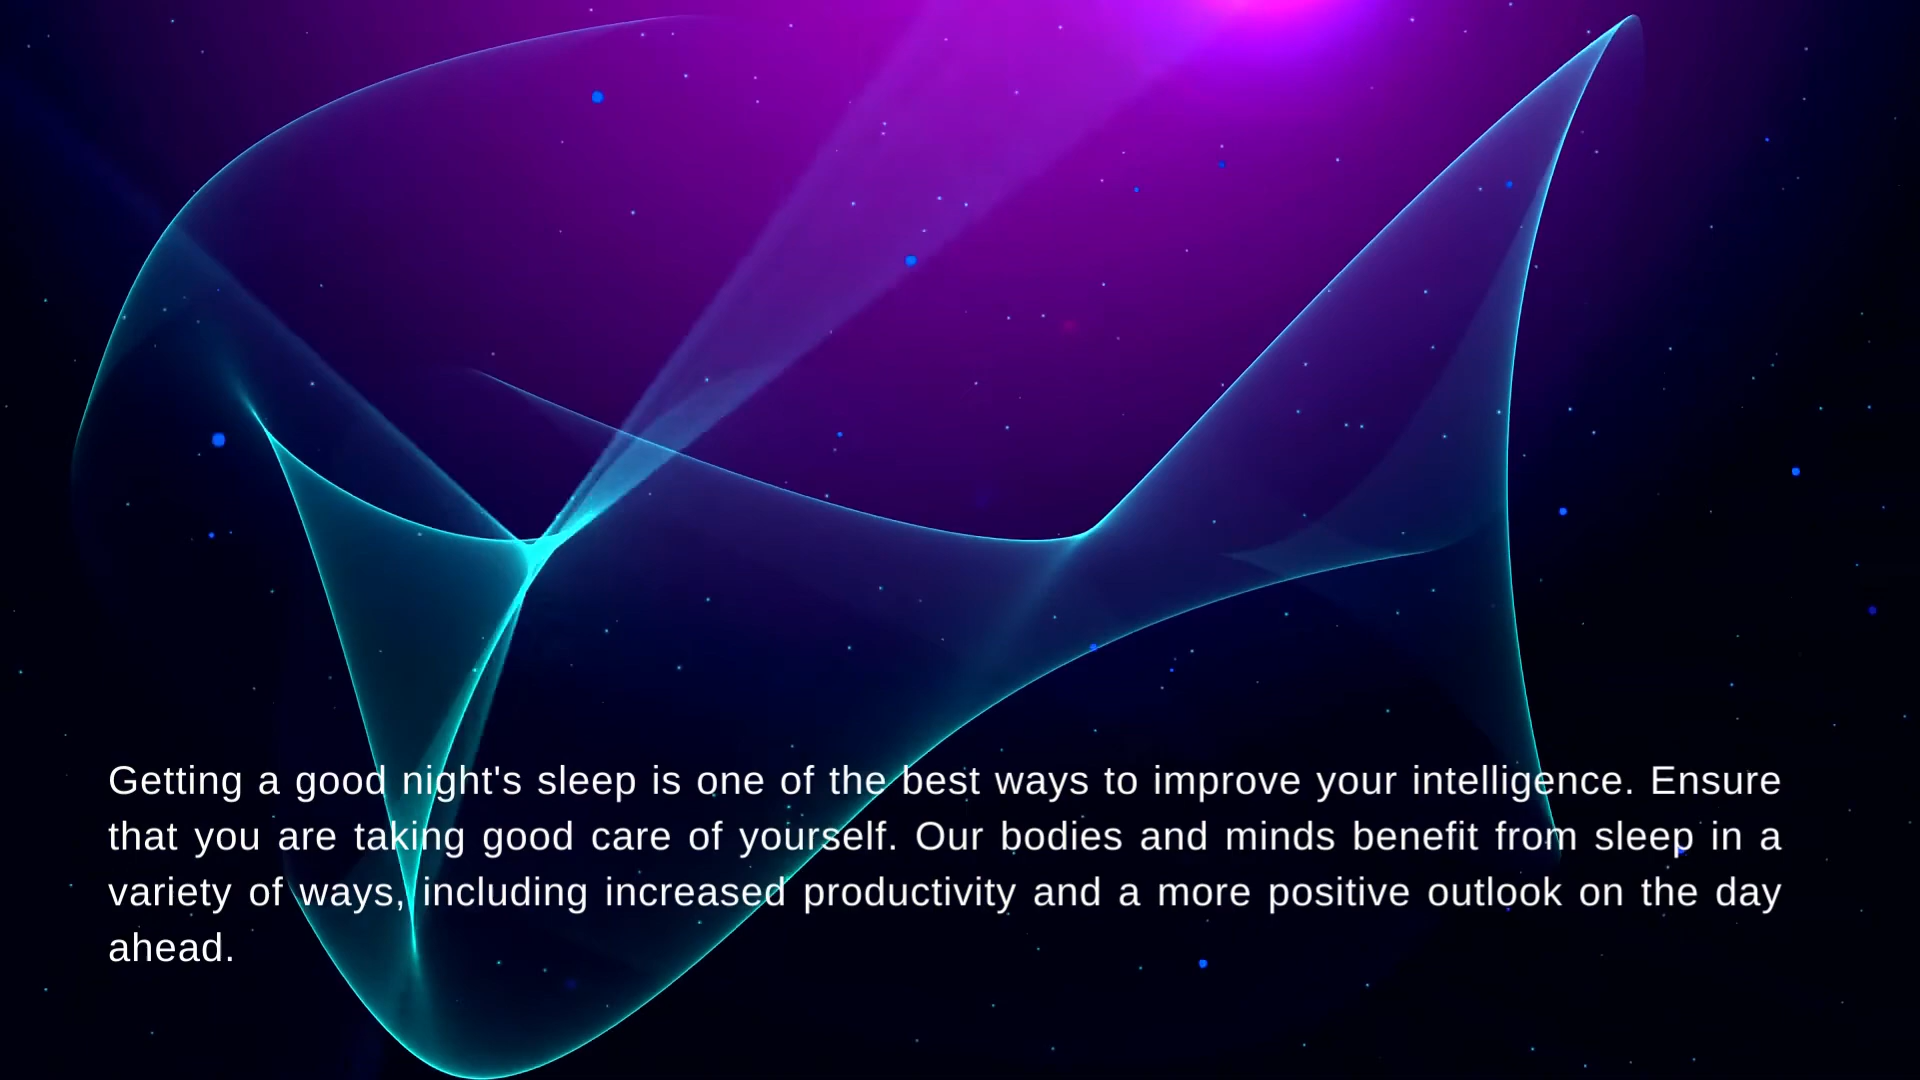 Getting a good night's sleep is one of the best ways to improve your intelligence. Ensure
that you are taking good care of yourself. Our bodies and minds benefit from sleep in a
variety of ways, including increased productivity and a more positive outlook on the day
ahead.